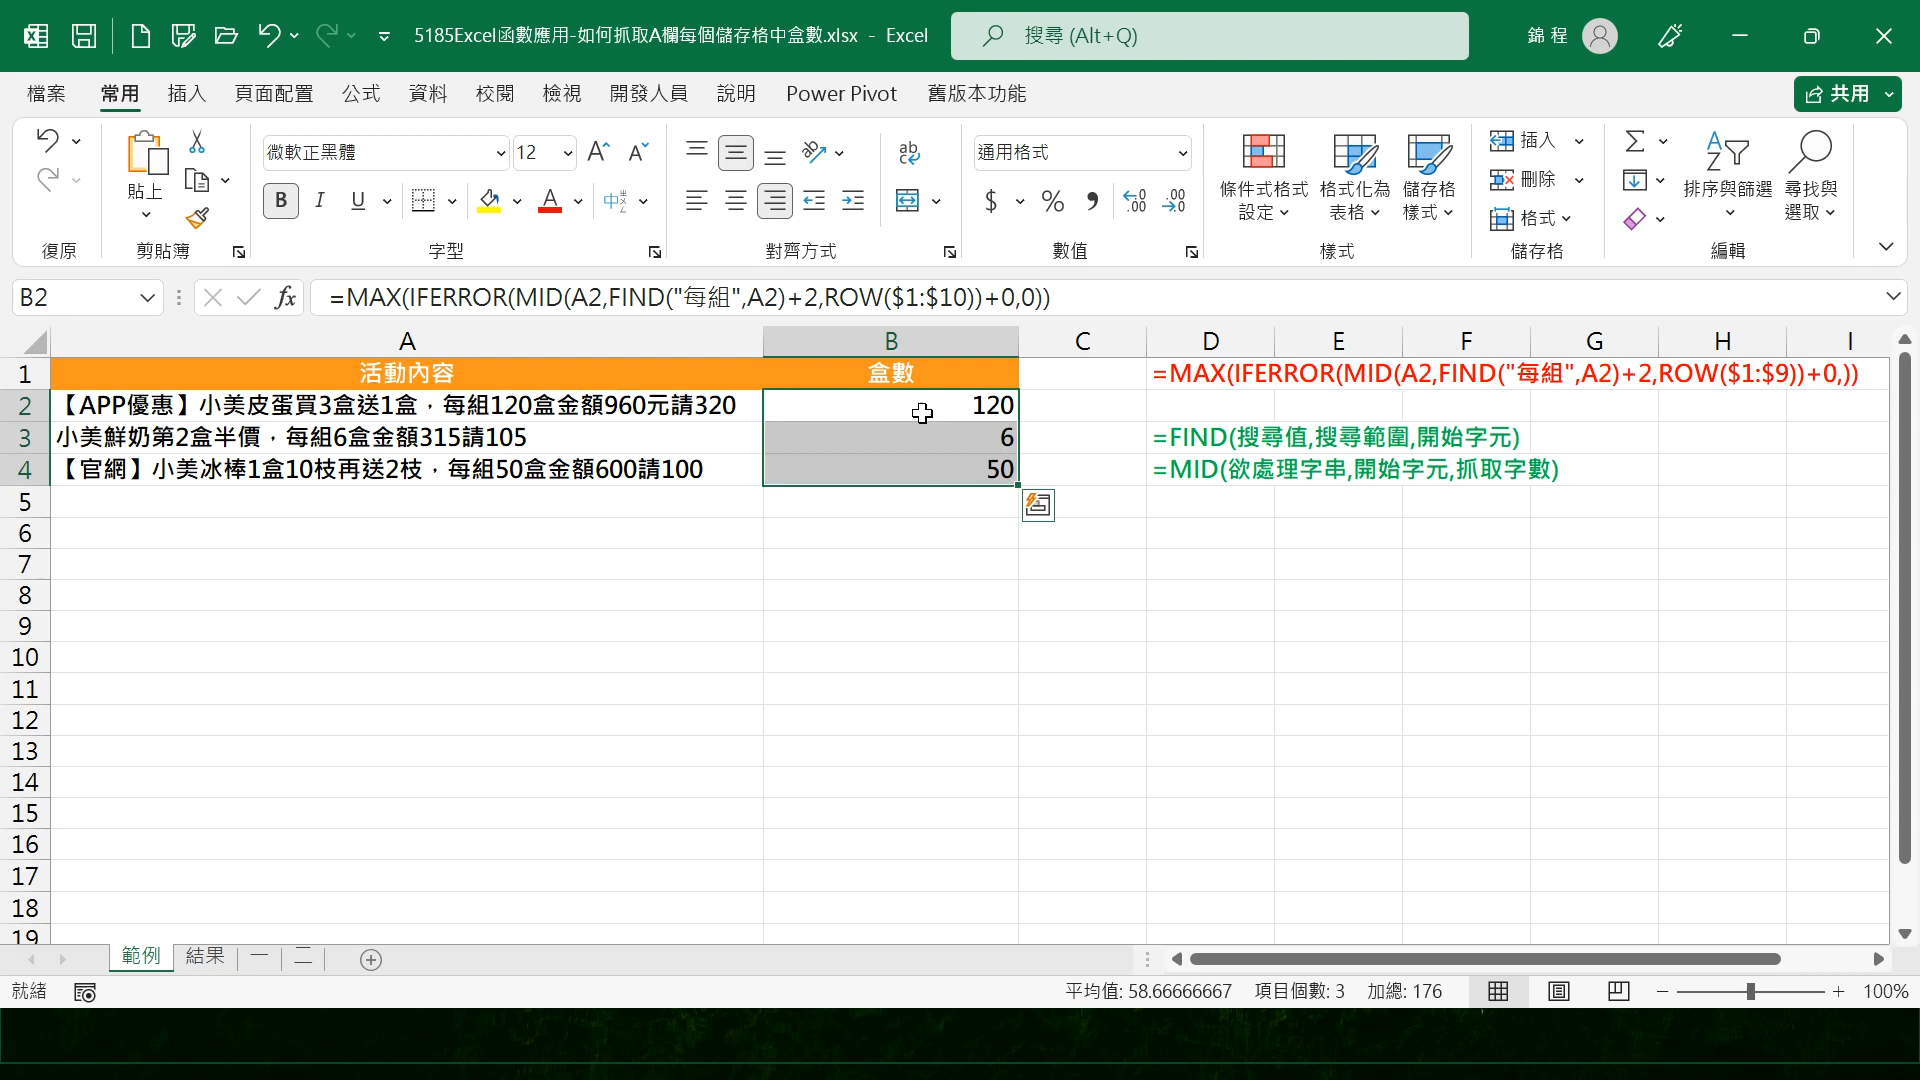 5185Excel函數應用-如何抓取A欄每個儲存格中盒數.xlsx - Excel
搜尋 (Alt+Q)
錦 程
檔案 常用 插入 頁面配置 公式 資料 校閱 檢視 開發人員 說明 Power Pivot 舊版本功能
共用
貼上
微軟正黑體 12
B I U A
ab c
通用格式
$ % 9
條件式格式設定
格式化為表格
儲存格樣式
插入
刪除
格式
排序與篩選
尋找與選取
復原 剪貼簿 字型 對齊方式 數值 樣式 儲存格 編輯
B2 fx =MAX(IFERROR(MID(A2,FIND("每組",A2)+2,ROW($1:$10))+0,0))
A B C D E F G H I
1 活動內容 盒數 =MAX(IFERROR(MID(A2,FIND("每組",A2)+2,ROW($1:$9))+0,))
2 【APP優惠】小美皮蛋買3盒送1盒，每組120盒金額960元請320 120
3 小美鮮奶第2盒半價，每組6盒金額315請105 6 =FIND(搜尋值,搜尋範圍,開始字元)
4 【官網】小美冰棒1盒10枝再送2枝，每組50盒金額600請100 50 =MID(欲處理字串,開始字元,抓取字數)
5
6
7
8
9
10
11
12
13
14
15
16
17
18
19
範例 結果 一 二
就緒 平均值: 58.66666667 項目個數: 3 加總: 176 100%